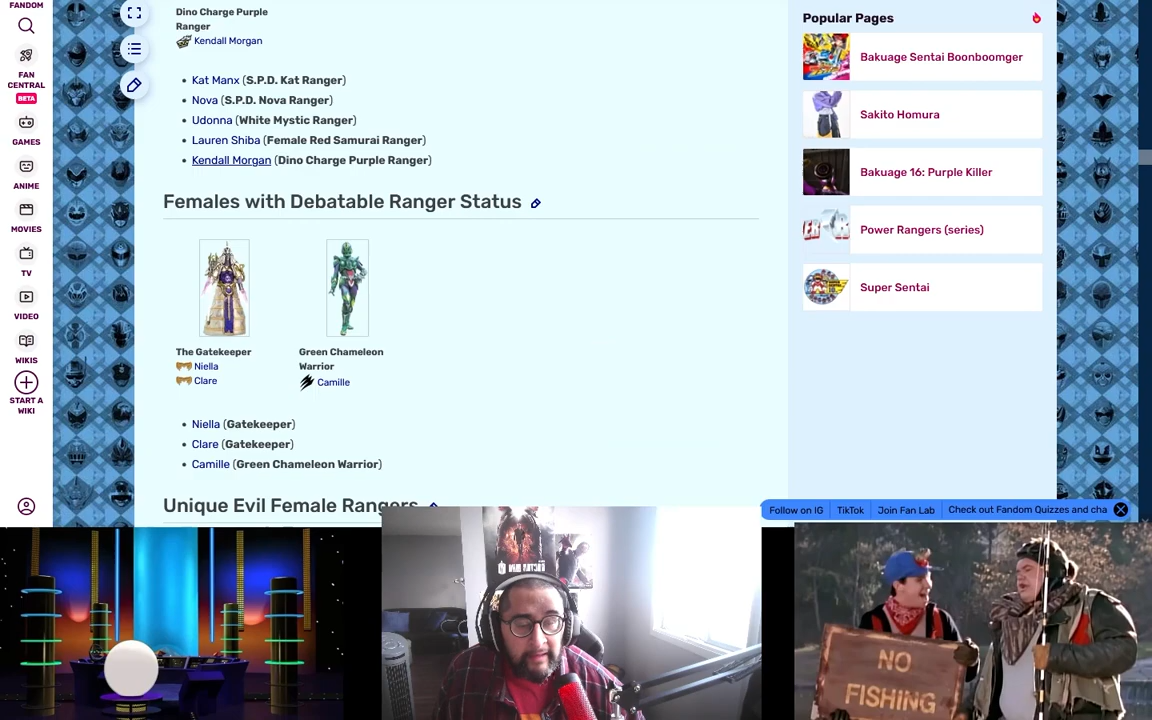 FANDOM
FAN
CENTRAL
BETA
GAMES
ANIME
MOVIES
TV
VIDEO
WIKIS
START A
WIKI
Dino Charge Purple
Ranger
Kendall Morgan
Kat Manx (S.P.D. Kat Ranger)
Nova (S.P.D. Nova Ranger)
Udonna (White Mystic Ranger)
Lauren Shiba (Female Red Samurai Ranger)
Kendall Morgan (Dino Charge Purple Ranger)
Females with Debatable Ranger Status
The Gatekeeper
Niella
Clare
Green Chameleon
Warrior
Camille
Niella (Gatekeeper)
Clare (Gatekeeper)
Camille (Green Chameleon Warrior)
Unique Evil Female Rangers
Popular Pages
Bakuage Sentai Boonboomger
Sakito Homura
Bakuage 16: Purple Killer
Power Rangers (series)
Super Sentai
Follow on IG
TikTok
Join Fan Lab
Check out Fandom Quizzes and cha
NO
FISHING